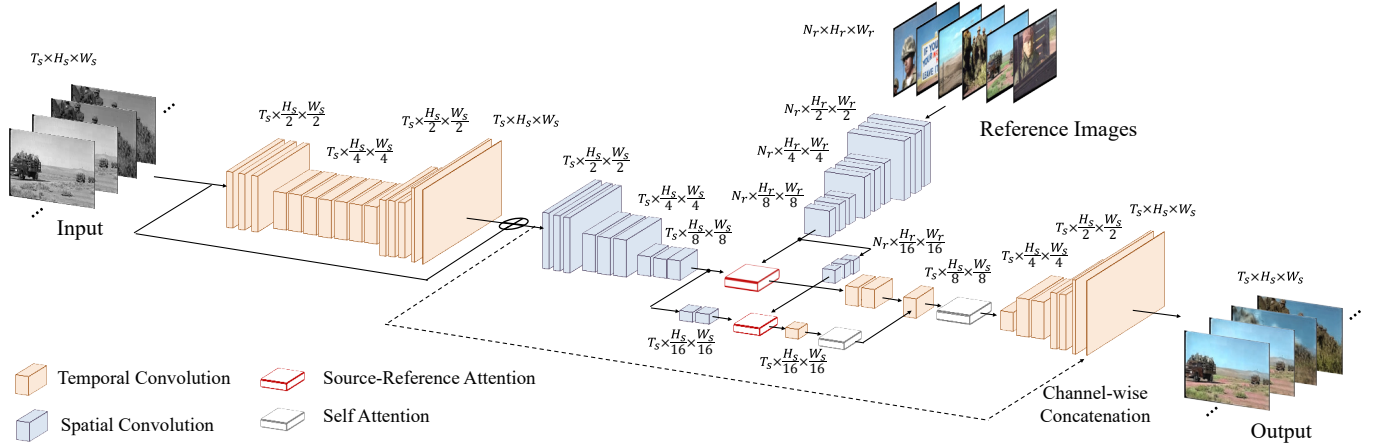 T_S×H_S×W_S
Input
T_S×H_S/2×W_S/2
T_S×H_S/4×W_S/4
T_S×H_S/2×W_S/2
T_S×H_S×W_S
T_S×H_S/2×W_S/2
T_S×H_S/4×W_S/4
T_S×H_S/8×W_S/8
T_S×H_S/16×W_S/16
N_r×H_r×W_r
Reference Images
N_r×H_r/2×W_r/2
N_r×H_r/4×W_r/4
N_r×H_r/8×W_r/8
N_r×H_r/16×W_r/16
T_S×H_S/16×W_S/16
T_S×H_S/8×W_S/8
T_S×H_S/4×W_S/4
T_S×H_S/2×W_S/2
T_S×H_S×W_S
T_S×H_S×W_S
Output
Channel-wise
Concatenation
Temporal Convolution
Source-Reference Attention
Spatial Convolution
Self Attention
IF YOU
YOUR
LEAVE IT